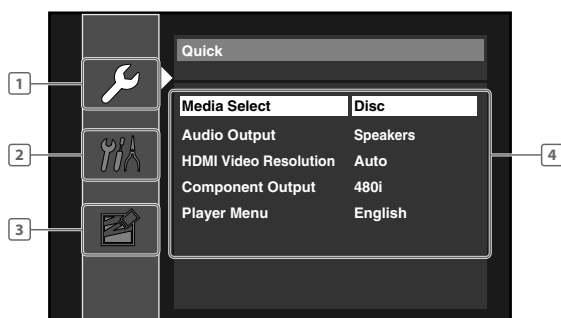 Quick
1
Media Select Disc
Audio Output Speakers
2
HDMI Video Resolution Auto
4
Component Output 480i
Player Menu English
3